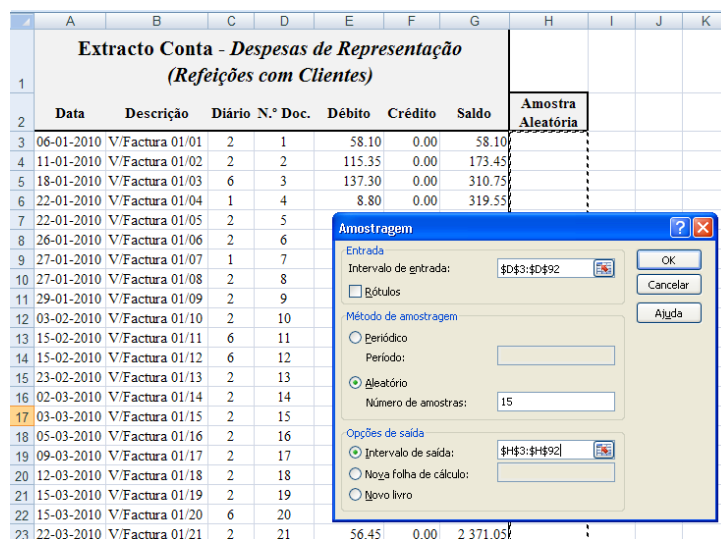 A B C D E F G H I J K
1 Extracto Conta - Despesas de Representação
(Refeições com Clientes)
2 Data Descrição Diário N.º Doc. Débito Crédito Saldo Amostra Aleatória
3 06-01-2010 V/Factura 01/01 2 1 58.10 0.00 58.10
4 11-01-2010 V/Factura 01/02 2 2 115.35 0.00 173.45
5 18-01-2010 V/Factura 01/03 6 3 137.30 0.00 310.75
6 22-01-2010 V/Factura 01/04 1 4 8.80 0.00 319.55
7 22-01-2010 V/Factura 01/05 2 5
8 26-01-2010 V/Factura 01/06 2 6
9 27-01-2010 V/Factura 01/07 1 7
10 27-01-2010 V/Factura 01/08 2 8
11 29-01-2010 V/Factura 01/09 2 9
12 03-02-2010 V/Factura 01/10 2 10
13 15-02-2010 V/Factura 01/11 6 11
14 15-02-2010 V/Factura 01/12 6 12
15 23-02-2010 V/Factura 01/13 2 13
16 02-03-2010 V/Factura 01/14 2 14
17 03-03-2010 V/Factura 01/15 2 15
18 05-03-2010 V/Factura 01/16 2 16
19 09-03-2010 V/Factura 01/17 2 17
20 12-03-2010 V/Factura 01/18 2 18
21 15-03-2010 V/Factura 01/19 2 19
22 15-03-2010 V/Factura 01/20 6 20
23 22-03-2010 V/Factura 01/21 2 21 56.45 0.00 2 371.05
Amostragem
Entrada
Intervalo de entrada: $D$3:$D$92
Rótulos
Método de amostragem
Periódico
Período:
Aleatório
Número de amostras: 15
Opções de saída
Intervalo de saída: $H$3:$H$92
Nova folha de cálculo:
Novo livro
OK
Cancelar
Ajuda